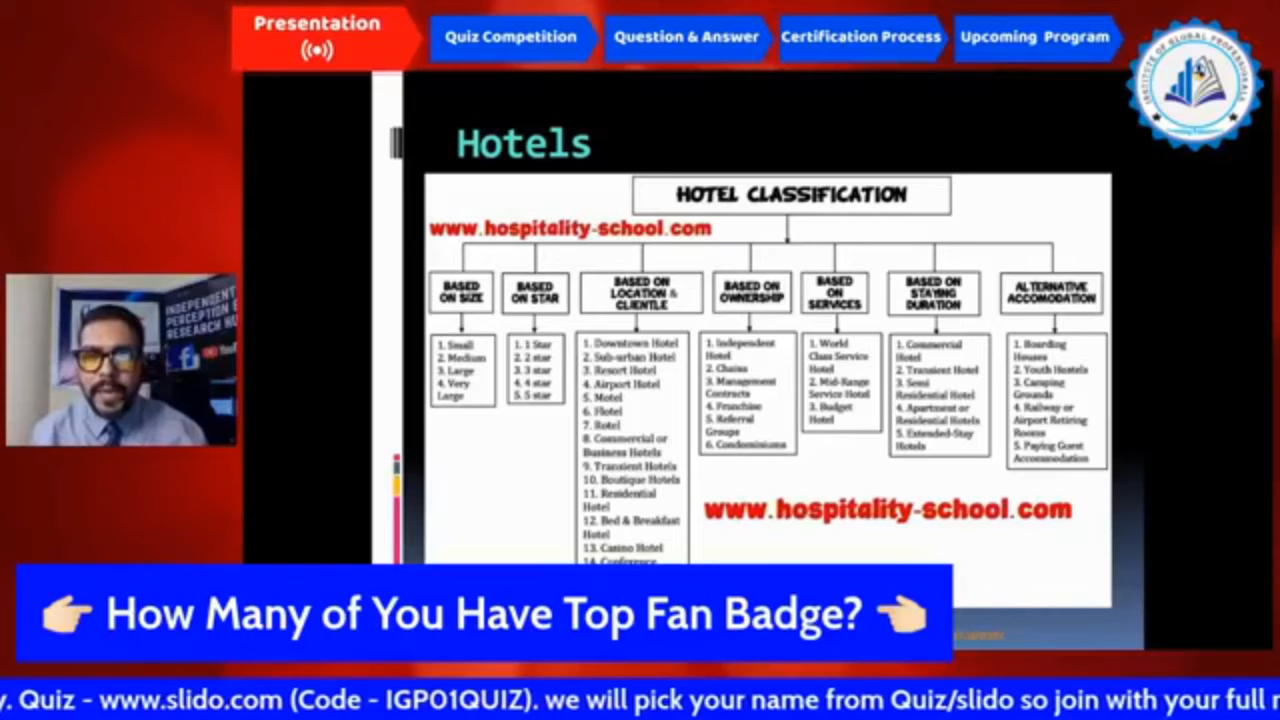 Presentation
Quiz Competition
Question & Answer
Certification Process
Upcoming Program
INSTITUTE OF GLOBAL PROFESSIONALS
Hotels
HOTEL CLASSIFICATION
www.hospitality-school.com
BASED
ON SIZE
1. Small
2. Medium
3. Large
4. Very
Large
BASED
ON STAR
1. 1 Star
2. 2 star
3. 3 star
4. 4 star
5. 5 star
BASED ON
LOCATION &
CLIENTLE
1. Downtown Hotel
2. Sub-urban Hotel
3. Resort Hotel
4. Airport Hotel
5. Motel
6. Flotel
7. Rotel
8. Commercial or
Business Hotels
9. Transient Hotels
10. Boutique Hotels
11. Residential
Hotel
12. Bed & Breakfast
Hotel
13. Casino Hotel
14. Conference
BASED ON
OWNERSHIP
1. Independent
Hotel
2. Chains
3. Management
Contracts
4. Franchise
5. Referral
Groups
6. Condominiums
BASED
ON
SERVICES
1. World
Class Service
Hotel
2. Mid-Range
Service Hotel
3. Budget
Hotel
BASED ON
STAYING
DURATION
1. Commercial
Hotel
2. Transient Hotel
3. Semi
Residential Hotel
4. Apartment or
Residential Hotels
5. Extended-Stay
Hotels
ALTERNATIVE
ACCOMODATION
1. Boarding
Houses
2. Youth Hostels
3. Camping
Grounds
4. Railway or
Airport Retiring
Rooms
5. Paying Guest
Accommodation
www.hospitality-school.com
INDEPENDENT
PERCEPTION &
RESEARCH
How Many of You Have Top Fan Badge?
y. Quiz - www.slido.com (Code - IGP01QUIZ). we will pick your name from Quiz/slido so join with your full